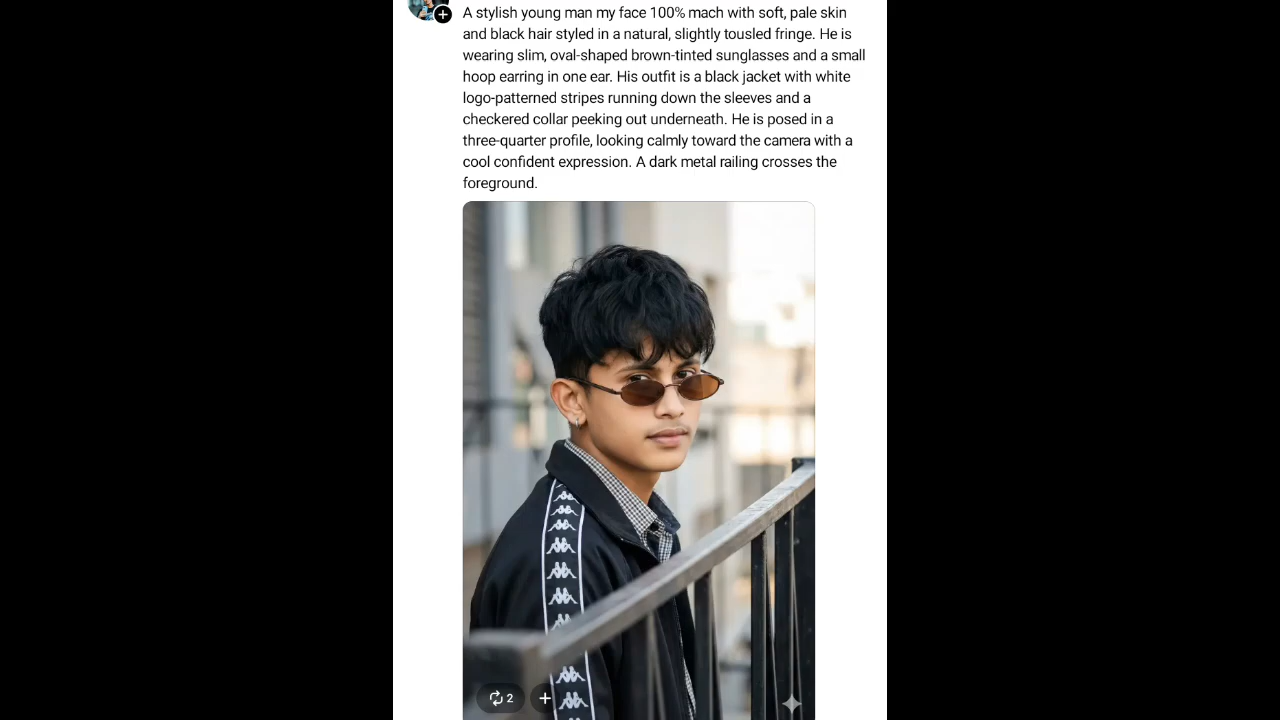 A stylish young man my face 100% mach with soft, pale skin
and black hair styled in a natural, slightly tousled fringe. He is
wearing slim, oval-shaped brown-tinted sunglasses and a small
hoop earring in one ear. His outfit is a black jacket with white
logo-patterned stripes running down the sleeves and a
checkered collar peeking out underneath. He is posed in a
three-quarter profile, looking calmly toward the camera with a
cool confident expression. A dark metal railing crosses the
foreground.
2